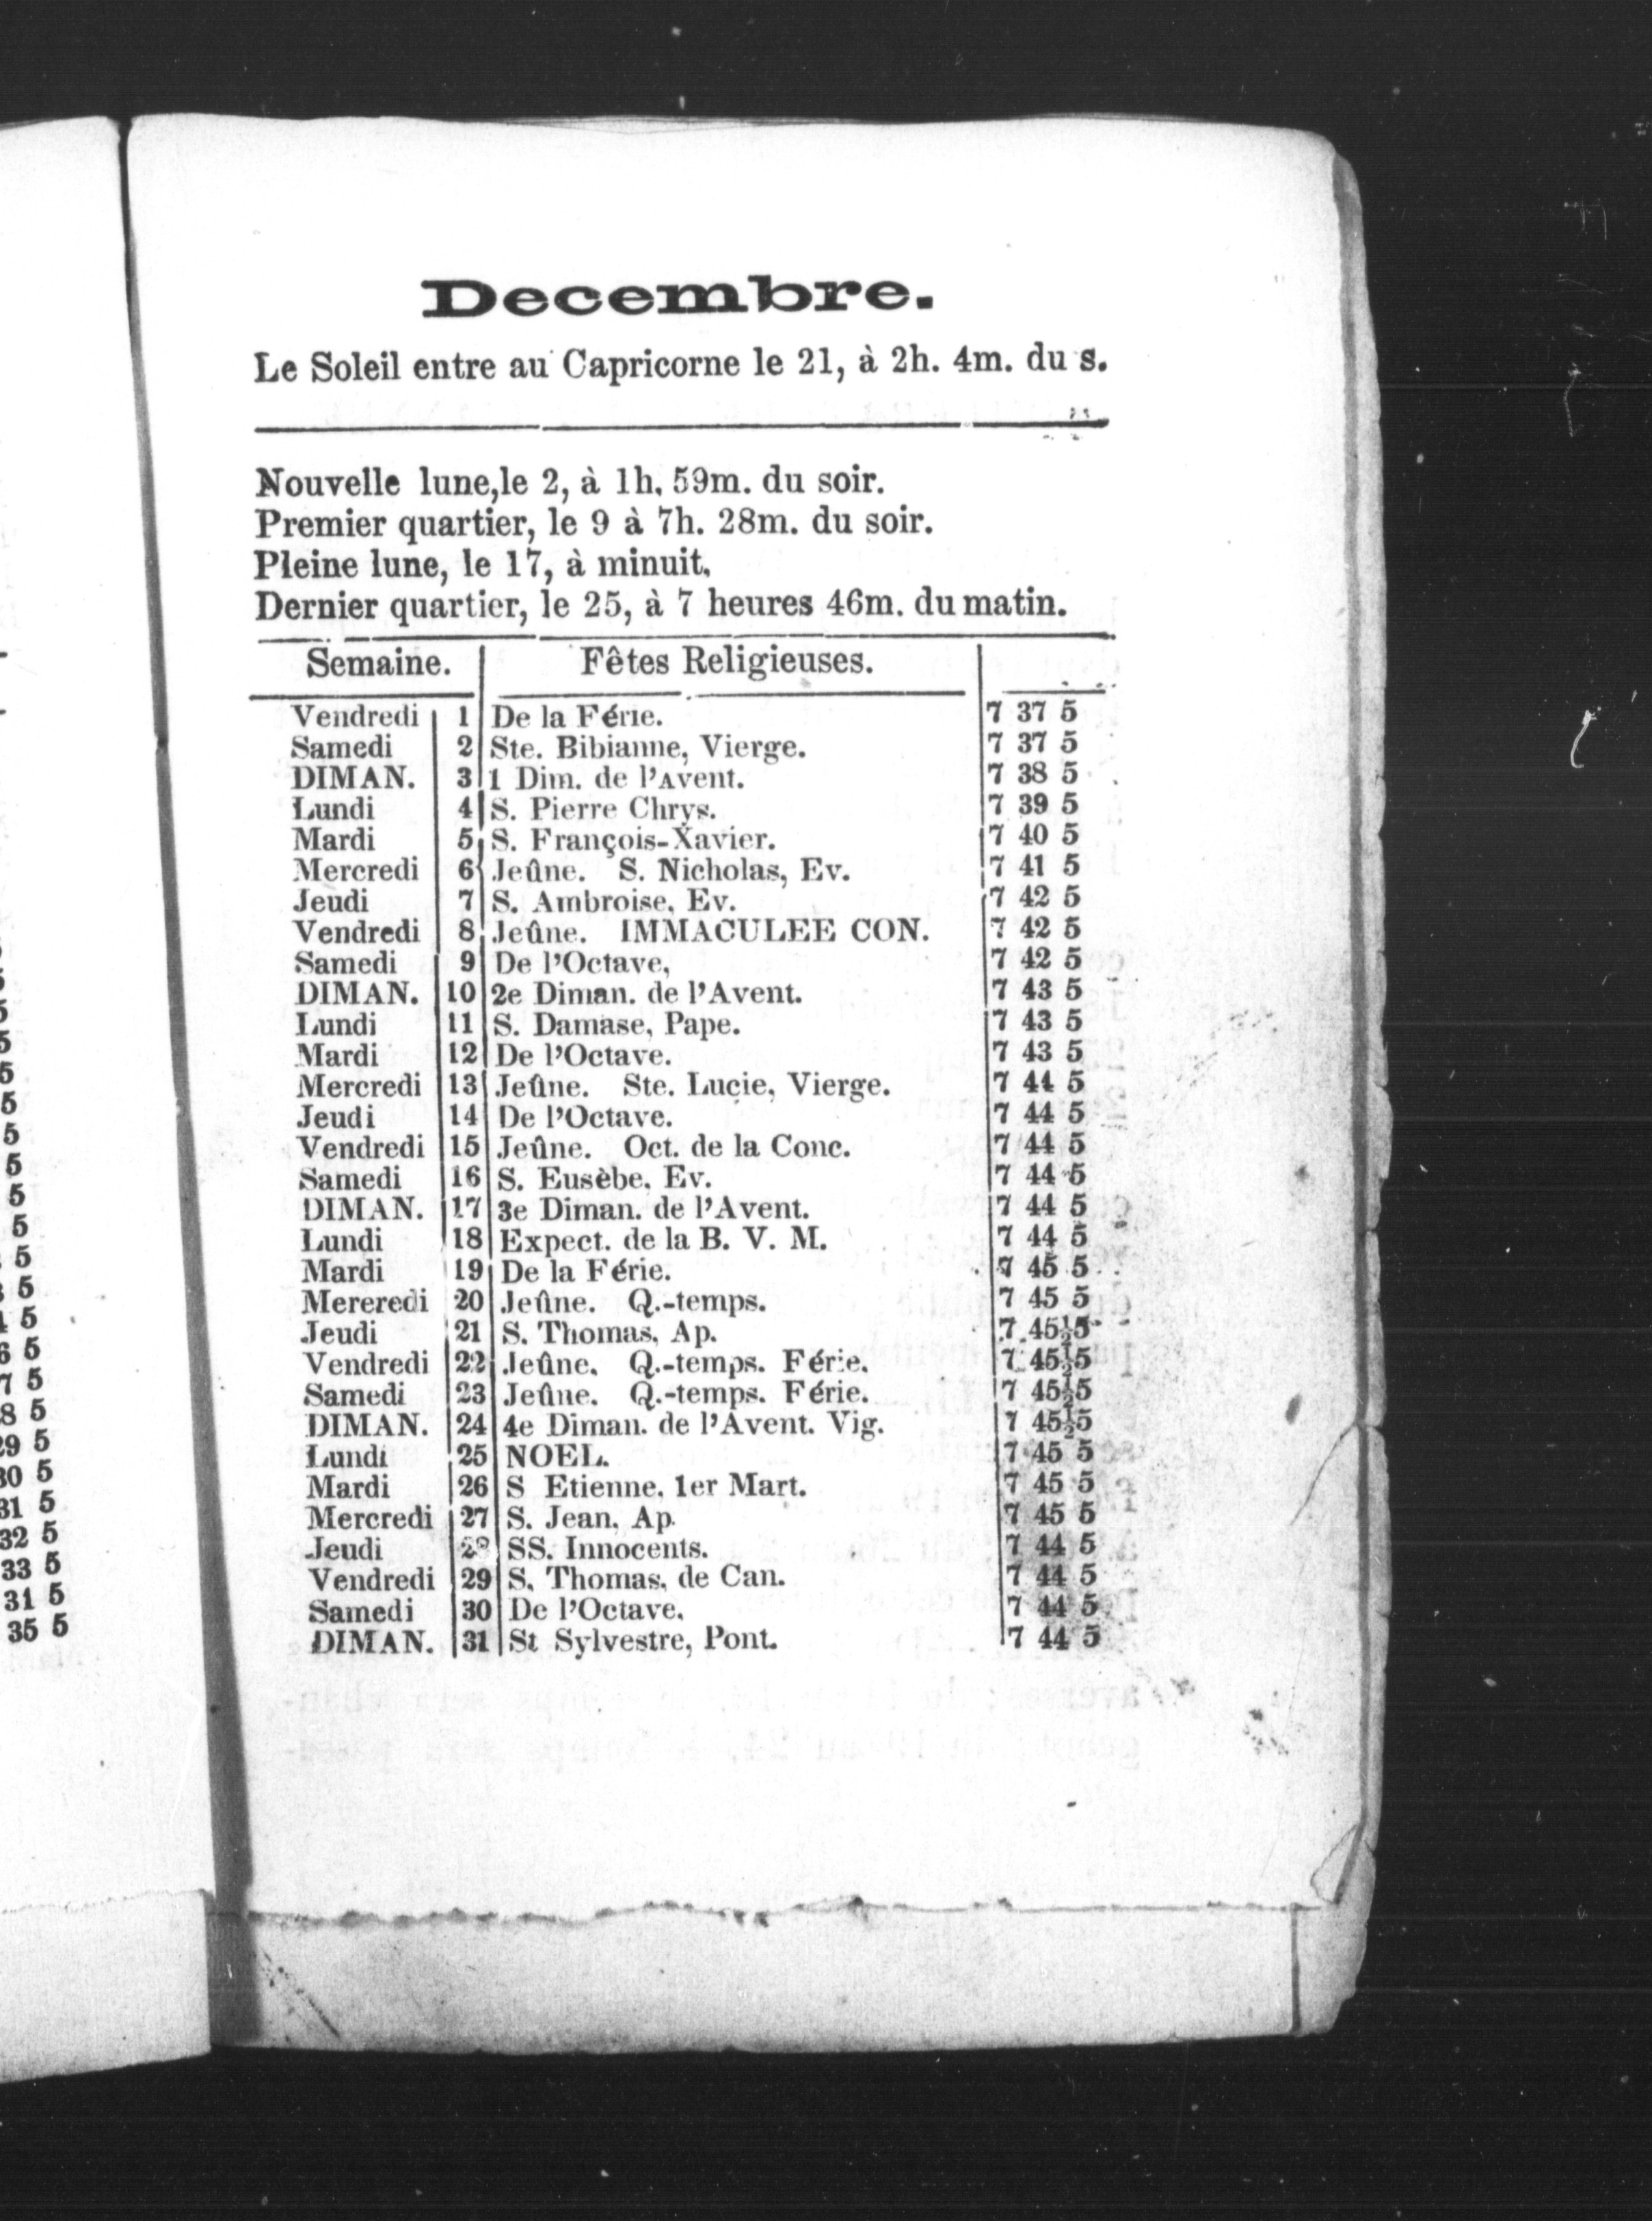 Decembre.
Le Soleil entre au Capricorne le 21, à 2h. 4m. du s.
Nouvelle lune,le 2, à 1h, 59m. du soir.
Premier quartier, le 9 à 7h. 28m. du soir.
Pleine lune, le 17, à minuit,
Dernier quartier, le 25, à 7 heures 46m. du matin.
Semaine. Fêtes Religieuses.
Vendredi 1 De la Férie. 7 37 5
Samedi 2 Ste. Bibianne, Vierge. 7 37 5
DIMAN. 3 1 Dim. de l'Avent. 7 38 5
Lundi 4 S. Pierre Chrys. 7 39 5
Mardi 5 S. François-Xavier. 7 40 5
Mercredi 6 Jeûne. S. Nicholas, Ev. 7 41 5
Jeudi 7 S. Ambroise, Ev. 7 42 5
Vendredi 8 Jeûne. IMMACULEE CON. 7 42 5
Samedi 9 De l'Octave, 7 42 5
DIMAN. 10 2e Diman. de l'Avent. 7 43 5
Lundi 11 S. Damase, Pape. 7 43 5
Mardi 12 De l'Octave. 7 43 5
Mercredi 13 Jeûne. Ste. Lucie, Vierge. 7 44 5
Jeudi 14 De l'Octave. 7 44 5
Vendredi 15 Jeûne. Oct. de la Conc. 7 44 5
Samedi 16 S. Eusèbe, Ev. 7 44 5
DIMAN. 17 3e Diman. de l'Avent. 7 44 5
Lundi 18 Expect. de la B. V. M. 7 44 5
Mardi 19 De la Férie. 7 45 5
Mereredi 20 Jeûne. Q.-temps. 7 45 5
Jeudi 21 S. Thomas, Ap. 7 45½5
Vendredi 22 Jeûne. Q.-temps. Férie. 7 45½5
Samedi 23 Jeûne. Q.-temps. Férie. 7 45½5
DIMAN. 24 4e Diman. de l'Avent. Vig. 7 45½5
Lundi 25 NOEL. 7 45 5
Mardi 26 S Etienne, 1er Mart. 7 45 5
Mercredi 27 S. Jean, Ap. 7 45 5
Jeudi 28 SS. Innocents. 7 44 5
Vendredi 29 S. Thomas, de Can. 7 44 5
Samedi 30 De l'Octave. 7 44 5
DIMAN. 31 St Sylvestre, Pont. 7 44 5